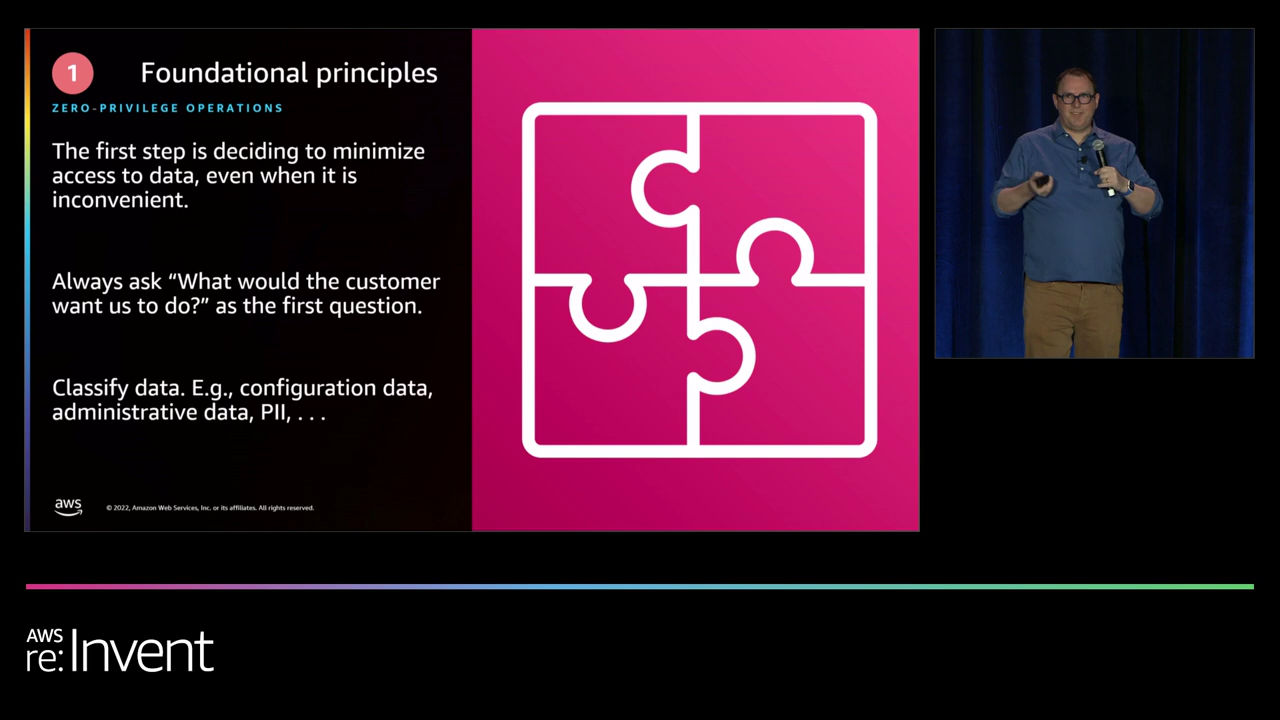 1
Foundational principles
ZERO-PRIVILEGE OPERATIONS
The first step is deciding to minimize
access to data, even when it is
inconvenient.
Always ask “What would the customer
want us to do?” as the first question.
Classify data. E.g., configuration data,
administrative data, PII, . . .
aws
© 2022, Amazon Web Services, Inc. or its affiliates. All rights reserved.
AWS
re:Invent